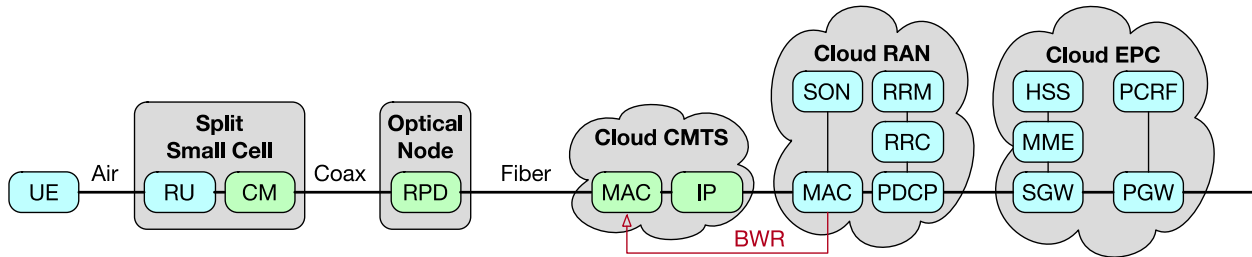 Cloud RAN
Cloud EPC
SON
RRM
HSS
PCRF
Split
Small Cell
Optical
Node
Cloud CMTS
RRC
MME
Air
Coax
Fiber
UE
RU
CM
RPD
MAC
IP
MAC
PDCP
SGW
PGW
BWR